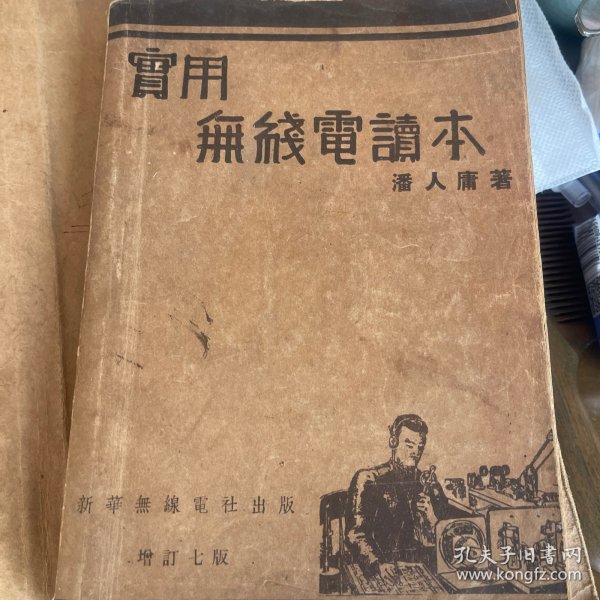 實用
無綫電讀本
潘人庸著
新華無線電社出版
增訂七版
孔夫子旧书网
www.kongfz.com